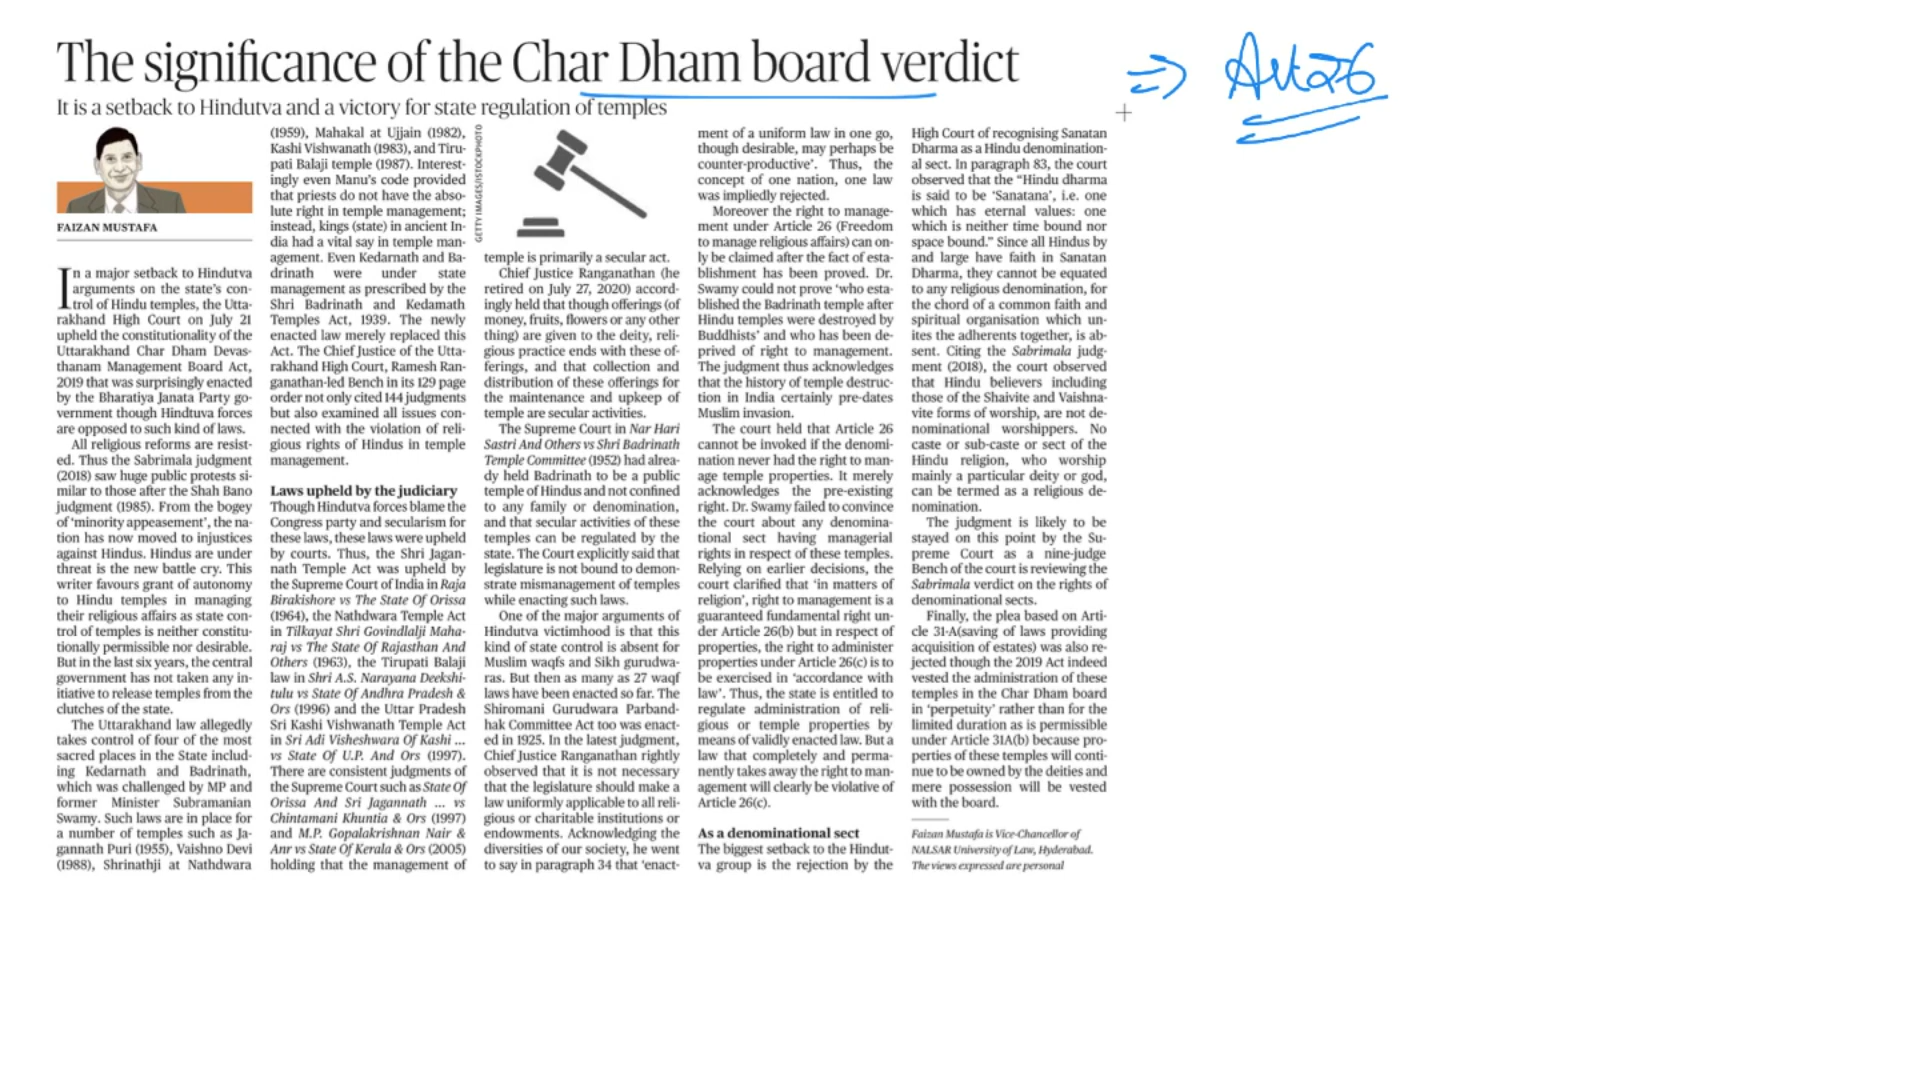 The significance of the Char Dham board verdict
It is a setback to Hindutva and a victory for state regulation of temples
⇒ Art 26
FAIZAN MUSTAFA
In a major setback to Hindutva
arguments on the state's con-
trol of Hindu temples, the Utta-
rakhand High Court on July 21
upheld the constitutionality of the
Uttarakhand Char Dham Devas-
thanam Management Board Act,
2019 that was surprisingly enacted
by the Bharatiya Janata Party go-
vernment though Hindtuva forces
are opposed to such kind of laws.
All religious reforms are resist-
ed. Thus the Sabrimala judgment
(2018) saw huge public protests si-
milar to those after the Shah Bano
judgment (1985). From the bogey
of 'minority appeasement', the na-
tion has now moved to injustices
against Hindus. Hindus are under
threat is the new battle cry. This
writer favours grant of autonomy
to Hindu temples in managing
their religious affairs as state con-
trol of temples is neither constitu-
tionally permissible nor desirable.
But in the last six years, the central
government has not taken any in-
itiative to release temples from the
clutches of the state.
The Uttarakhand law allegedly
takes control of four of the most
sacred places in the State includ-
ing Kedarnath and Badrinath,
which was challenged by MP and
former Minister Subramanian
Swamy. Such laws are in place for
a number of temples such as Ja-
gannath Puri (1955), Vaishno Devi
(1988), Shrinathji at Nathdwara
(1959), Mahakal at Ujjain (1982),
Kashi Vishwanath (1983), and Tiru-
pati Balaji temple (1987). Interest-
ingly even Manu's code provided
that priests do not have the abso-
lute right in temple management;
instead, kings (state) in ancient In-
dia had a vital say in temple man-
agement. Even Kedarnath and Ba-
drinath were under state
management as prescribed by the
Shri Badrinath and Kedamath
Temples Act, 1939. The newly
enacted law merely replaced this
Act. The Chief Justice of the Utta-
rakhand High Court, Ramesh Ran-
ganathan-led Bench in its 129 page
order not only cited 144 judgments
but also examined all issues con-
nected with the violation of reli-
gious rights of Hindus in temple
management.
Laws upheld by the judiciary
Though Hindutva forces blame the
Congress party and secularism for
these laws, these laws were upheld
by courts. Thus, the Shri Jagan-
nath Temple Act was upheld by
the Supreme Court of India in Raja
Birakishore vs The State Of Orissa
(1964), the Nathdwara Temple Act
in Tilkayat Shri Govindlalji Maha-
raj vs The State Of Rajasthan And
Others (1963), the Tirupati Balaji
law in Shri A.S. Narayana Deekshi-
tulu vs State Of Andhra Pradesh &
Ors (1996) and the Uttar Pradesh
Sri Kashi Vishwanath Temple Act
in Sri Adi Visheshwara Of Kashi ...
vs State Of U.P. And Ors (1997).
There are consistent judgments of
the Supreme Court such as State Of
Orissa And Sri Jagannath ... vs
Chintamani Khuntia & Ors (1997)
and M.P. Gopalakrishnan Nair &
Anr vs State Of Kerala & Ors (2005)
holding that the management of
GETTY IMAGES/ISTOCKPHOTO
temple is primarily a secular act.
Chief Justice Ranganathan (he
retired on July 27, 2020) accord-
ingly held that though offerings (of
money, fruits, flowers or any other
thing) are given to the deity, reli-
gious practice ends with these of-
ferings, and that collection and
distribution of these offerings for
the maintenance and upkeep of
temple are secular activities.
The Supreme Court in Nar Hari
Sastri And Others vs Shri Badrinath
Temple Committee (1952) had alrea-
dy held Badrinath to be a public
temple of Hindus and not confined
to any family or denomination,
and that secular activities of these
temples can be regulated by the
state. The Court explicitly said that
legislature is not bound to demon-
strate mismanagement of temples
while enacting such laws.
One of the major arguments of
Hindutva victimhood is that this
kind of state control is absent for
Muslim waqfs and Sikh gurudwa-
ras. But then as many as 27 waqf
laws have been enacted so far. The
Shiromani Gurudwara Parband-
hak Committee Act too was enact-
ed in 1925. In the latest judgment,
Chief Justice Ranganathan rightly
observed that it is not necessary
that the legislature should make a
law uniformly applicable to all reli-
gious or charitable institutions or
endowments. Acknowledging the
diversities of our society, he went
to say in paragraph 34 that 'enact-
ment of a uniform law in one go,
though desirable, may perhaps be
counter-productive'. Thus, the
concept of one nation, one law
was impliedly rejected.
Moreover the right to manage-
ment under Article 26 (Freedom
to manage religious affairs) can on-
ly be claimed after the fact of esta-
blishment has been proved. Dr.
Swamy could not prove 'who esta-
blished the Badrinath temple after
Hindu temples were destroyed by
Buddhists' and who has been de-
prived of right to management.
The judgment thus acknowledges
that the history of temple destruc-
tion in India certainly pre-dates
Muslim invasion.
The court held that Article 26
cannot be invoked if the denomi-
nation never had the right to man-
age temple properties. It merely
acknowledges the pre-existing
right. Dr. Swamy failed to convince
the court about any denomina-
tional sect having managerial
rights in respect of these temples.
Relying on earlier decisions, the
court clarified that 'in matters of
religion', right to management is a
guaranteed fundamental right un-
der Article 26(b) but in respect of
properties, the right to administer
properties under Article 26(c) is to
be exercised in 'accordance with
law'. Thus, the state is entitled to
regulate administration of reli-
gious or temple properties by
means of validly enacted law. But a
law that completely and perma-
nently takes away the right to man-
agement will clearly be violative of
Article 26(c).
As a denominational sect
The biggest setback to the Hindut-
va group is the rejection by the
High Court of recognising Sanatan
Dharma as a Hindu denomination-
al sect. In paragraph 83, the court
observed that the "Hindu dharma
is said to be 'Sanatana', i.e. one
which has eternal values: one
which is neither time bound nor
space bound." Since all Hindus by
and large have faith in Sanatan
Dharma, they cannot be equated
to any religious denomination, for
the chord of a common faith and
spiritual organisation which un-
ites the adherents together, is ab-
sent. Citing the Sabrimala judg-
ment (2018), the court observed
that Hindu believers including
those of the Shaivite and Vaishna-
vite forms of worship, are not de-
nominational worshippers. No
caste or sub-caste or sect of the
Hindu religion, who worship
mainly a particular deity or god,
can be termed as a religious de-
nomination.
The judgment is likely to be
stayed on this point by the Su-
preme Court as a nine-judge
Bench of the court is reviewing the
Sabrimala verdict on the rights of
denominational sects.
Finally, the plea based on Arti-
cle 31-A(saving of laws providing
acquisition of estates) was also re-
jected though the 2019 Act indeed
vested the administration of these
temples in the Char Dham board
in 'perpetuity' rather than for the
limited duration as is permissible
under Article 31A(b) because pro-
perties of these temples will conti-
nue to be owned by the deities and
mere possession will be vested
with the board.
Faizan Mustafa is Vice-Chancellor of
NALSAR University of Law, Hyderabad.
The views expressed are personal